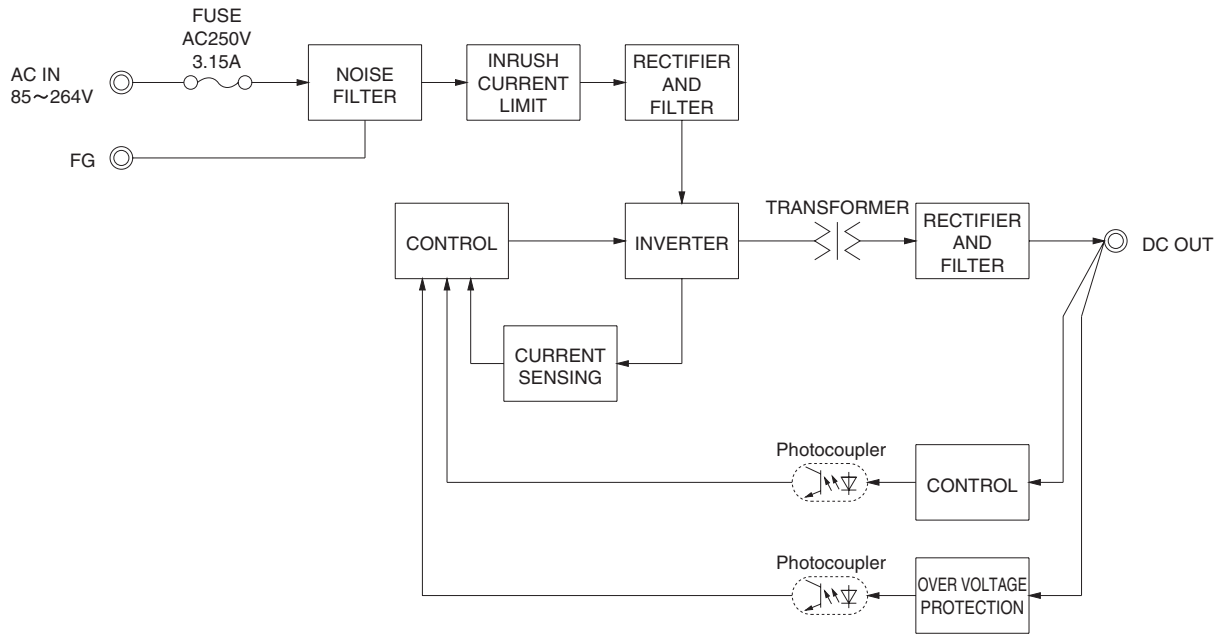 FUSE
AC250V
3.15A
AC IN
85～264V
NOISE
FILTER
INRUSH
CURRENT
LIMIT
RECTIFIER
AND
FILTER
FG
CONTROL
INVERTER
TRANSFORMER
RECTIFIER
AND
FILTER
DC OUT
CURRENT
SENSING
Photocoupler
CONTROL
Photocoupler
OVER VOLTAGE
PROTECTION